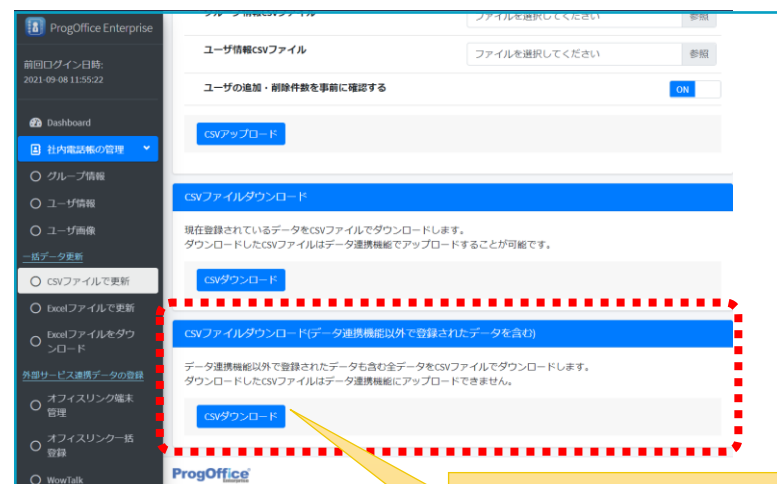 ProgOffice Enterprise
前回ログイン日時:
2021-09-08 11:55:22
Dashboard
社内電話帳の管理
グループ情報
ユーザ情報
ユーザ画像
一括データ更新
CSVファイルで更新
Excelファイルで更新
Excelファイルをダウ
ンロード
外部サービス連携データの登録
オフィスリンク端末
管理
オフィスリンク一括
登録
WowTalk
グループ情報CSVファイル
ファイルを選択してください
参照
ユーザ情報CSVファイル
ファイルを選択してください
参照
ユーザの追加・削除件数を事前に確認する
ON
CSVアップロード
CSVファイルダウンロード
現在登録されているデータをCSVファイルでダウンロードします。
ダウンロードしたCSVファイルはデータ連携機能でアップロードすることが可能です。
CSVダウンロード
CSVファイルダウンロード(データ連携機能以外で登録されたデータを含む)
データ連携機能以外で登録されたデータも含む全データをCSVファイルでダウンロードします。
ダウンロードしたCSVファイルはデータ連携機能にアップロードできません。
CSVダウンロード
ProgOffice
Enterprise